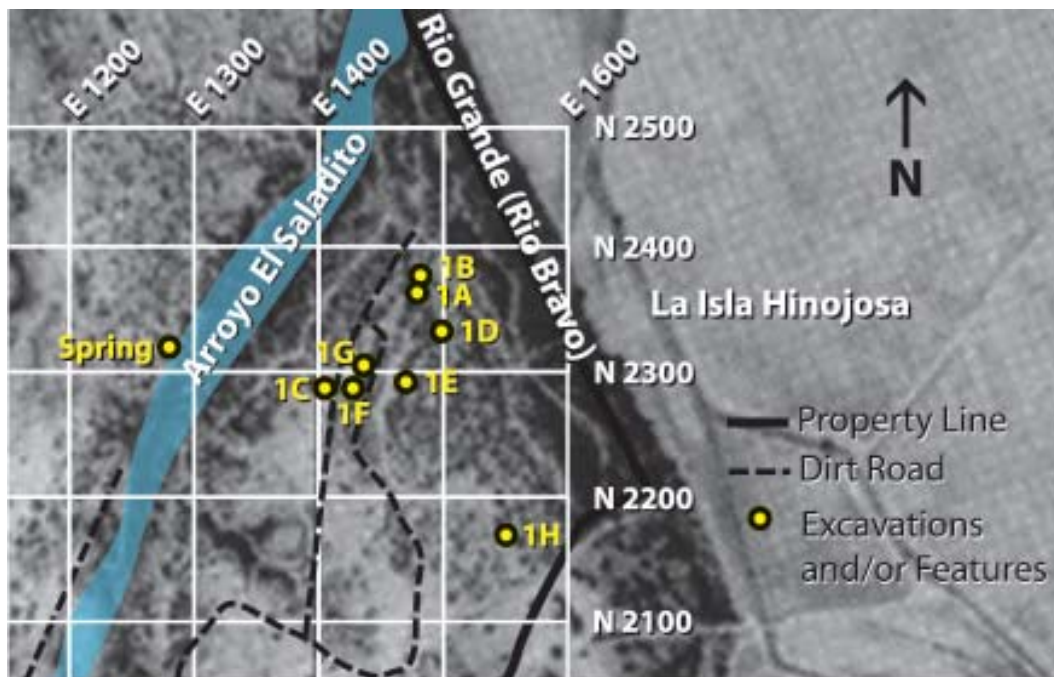 E 1200
E 1300
E 1400
Rio Grande (Rio Bravo)
E 1600
N 2500
N
Arroyo El Saladito
N 2400
1B
1A
La Isla Hinojosa
1D
Spring
1G
N 2300
1C
1F
1E
Property Line
Dirt Road
N 2200
Excavations
and/or Features
1H
N 2100